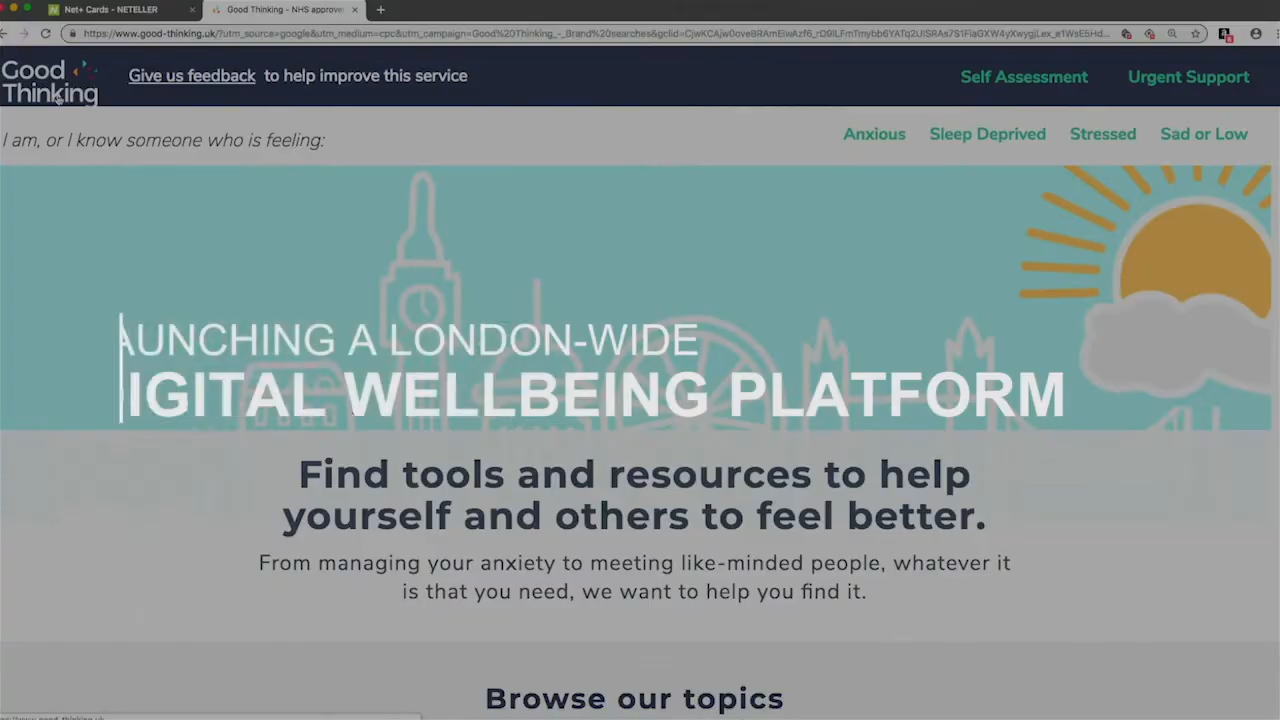 Net+ Cards - NETELLER
Good Thinking - NHS approve
Good
Thinking
Give us feedback to help improve this service
Self Assessment
Urgent Support
I am, or I know someone who is feeling:
Anxious
Sleep Deprived
Stressed
Sad or Low
AUNCHING A LONDON-WIDE
IGITAL WELLBEING PLATFORM
Find tools and resources to help
yourself and others to feel better.
From managing your anxiety to meeting like-minded people, whatever it
is that you need, we want to help you find it.
Browse our topics